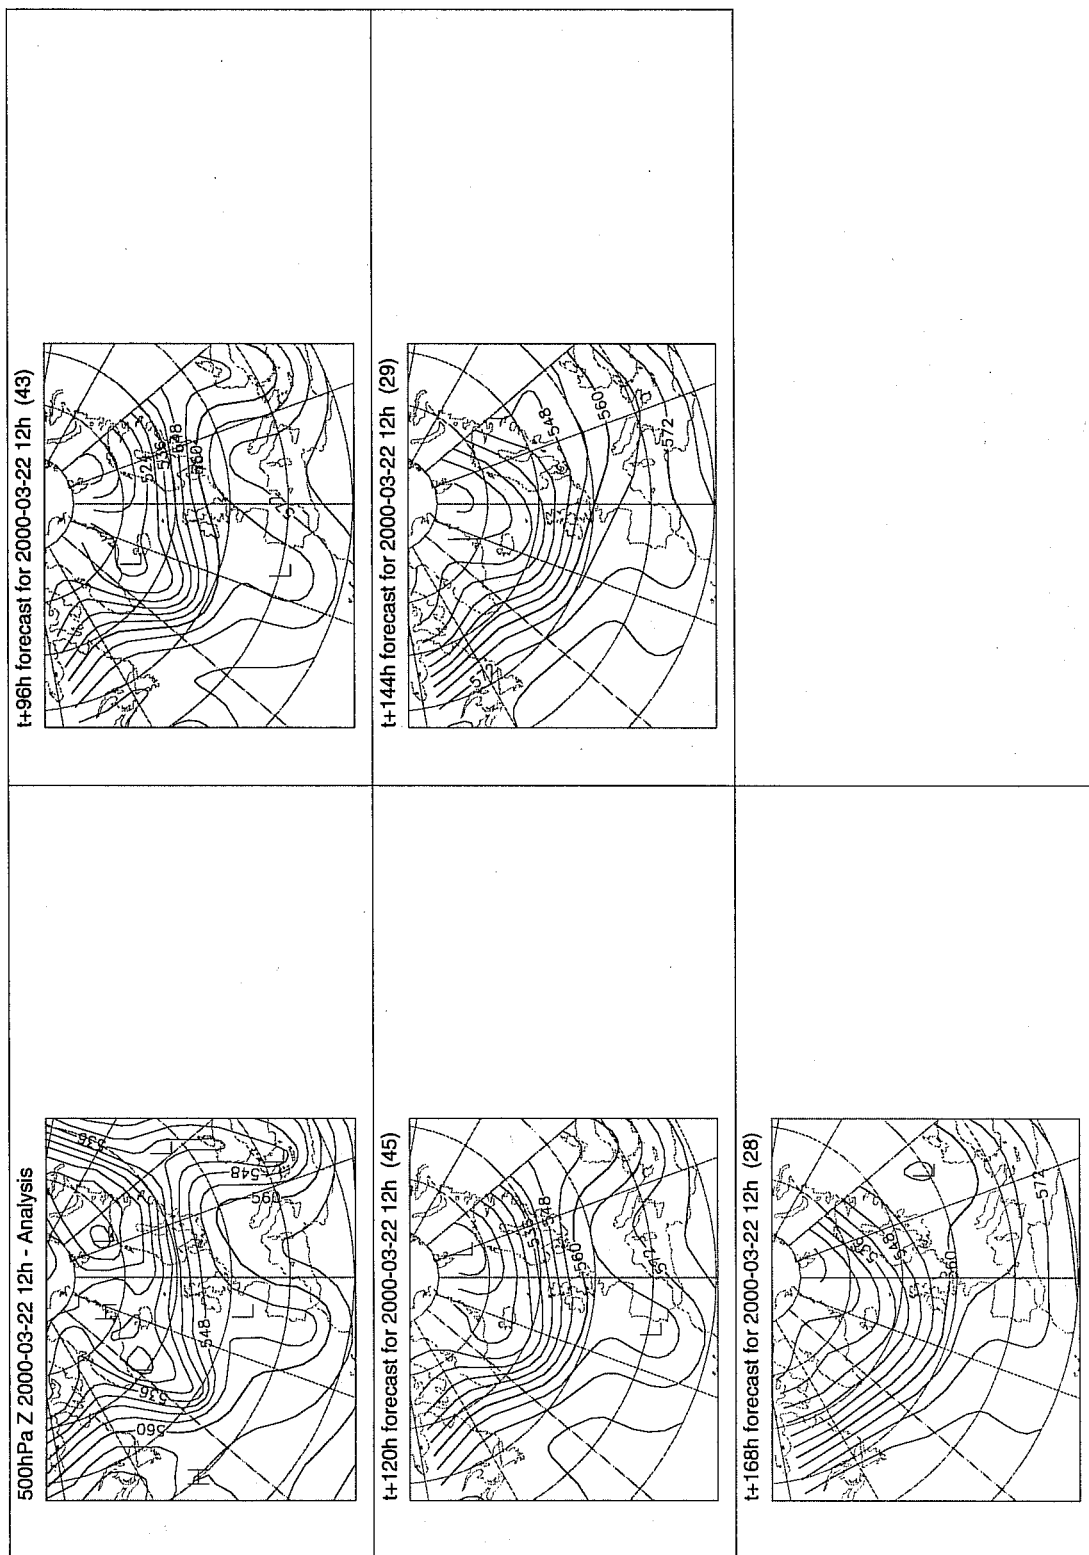 500hPa Z 2000-03-22 12h - Analysis
536
548
548
536
560
L
L
L
t+96h forecast for 2000-03-22 12h (43)
524
536
548
560
L
L
t+120h forecast for 2000-03-22 12h (45)
536
548
560
572
L
L
t+144h forecast for 2000-03-22 12h (29)
548
560
572
572
L
t+168h forecast for 2000-03-22 12h (28)
536
548
560
572
L